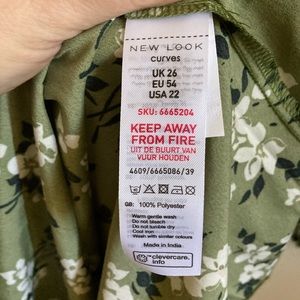 NEW LOOK
curves
UK 26
EU 54
USA 22
SKU: 6665204
KEEP AWAY
FROM FIRE
UIT DE BUURT VAN
VUUR HOUDEN
4609/6665086/39
GB: 100% Polyester
Warm gentle wash
Do not bleach
Do not tumble dry
Cool iron
Wash with similar colours
Made in India
clevercare.
info